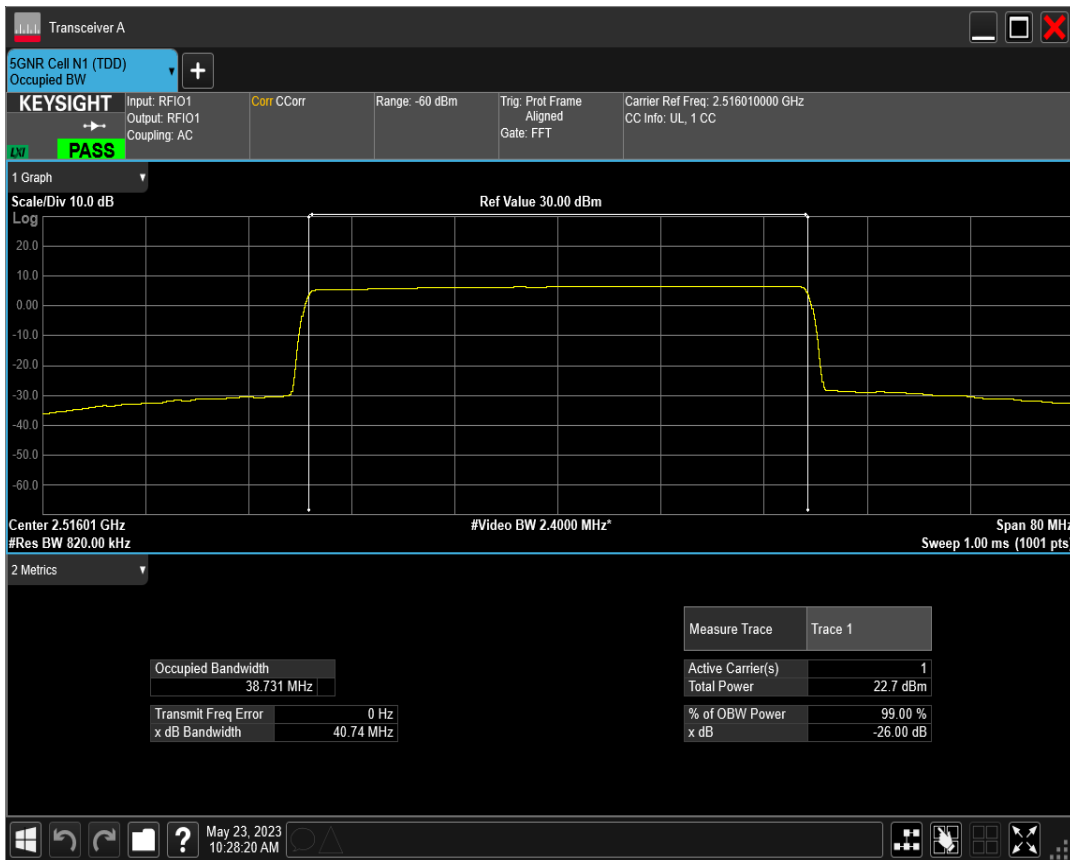 Transceiver A
5GNR Cell N1 (TDD)
Occupied BW
+
KEYSIGHT
LXI
PASS
Input: RFIO1
Output: RFIO1
Coupling: AC
Corr CCorr
Range: -60 dBm
Trig: Prot Frame
Aligned
Gate: FFT
Carrier Ref Freq: 2.516010000 GHz
CC Info: UL, 1 CC
1 Graph
Scale/Div 10.0 dB
Ref Value 30.00 dBm
Log
20.0
10.0
0.00
-10.0
-20.0
-30.0
-40.0
-50.0
-60.0
Center 2.51601 GHz
#Video BW 2.4000 MHz*
Span 80 MHz
#Res BW 820.00 kHz
Sweep 1.00 ms (1001 pts)
2 Metrics
Measure Trace Trace 1
Occupied Bandwidth
38.731 MHz
Transmit Freq Error 0 Hz
x dB Bandwidth 40.74 MHz
Active Carrier(s) 1
Total Power 22.7 dBm
% of OBW Power 99.00 %
x dB -26.00 dB
?
May 23, 2023
10:28:20 AM